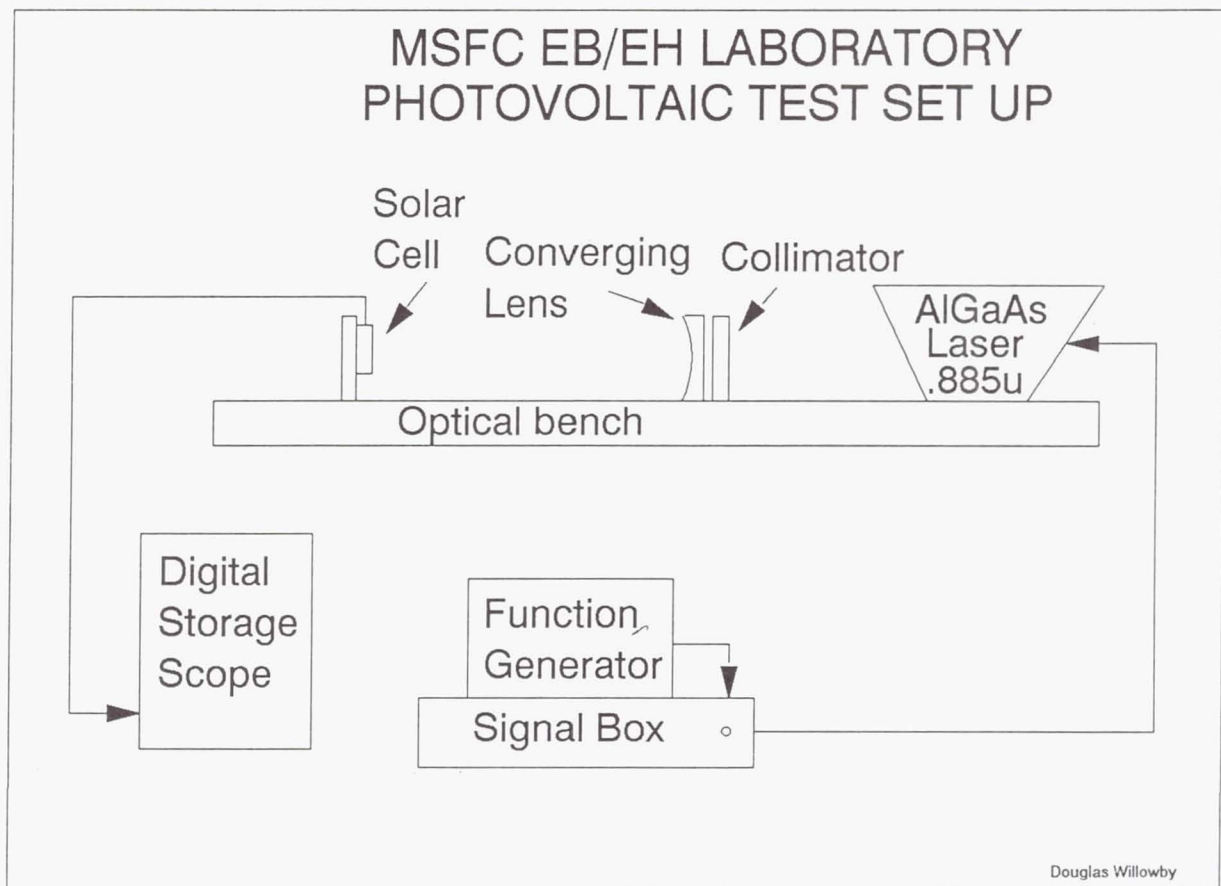 MSFC EB/EH LABORATORY
PHOTOVOLTAIC TEST SET UP
Solar
Cell
Converging
Lens
Collimator
AlGaAs
Laser
.885u
Optical bench
Digital
Storage
Scope
Function
Generator
Signal Box
Douglas Willowby